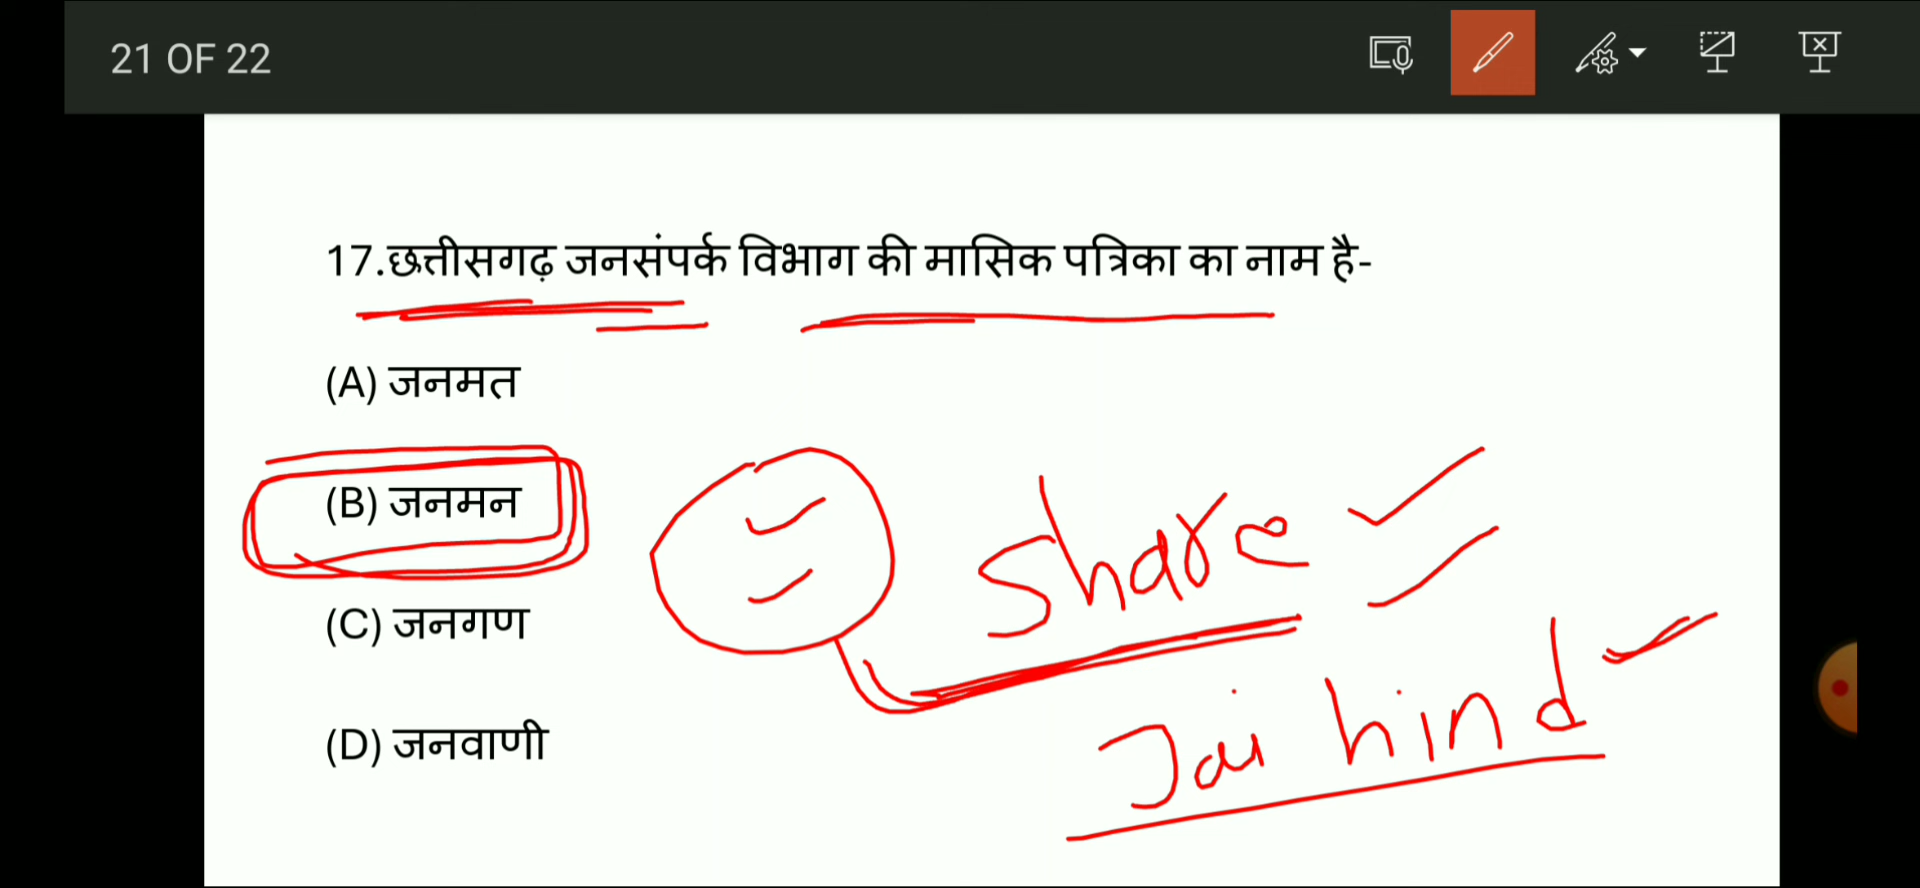 21 OF 22
17.छत्तीसगढ़ जनसंपर्क विभाग की मासिक पत्रिका का नाम है-
(A) जनमत
(B) जनमन
(C) जनगण
(D) जनवाणी
Share
Jai hind